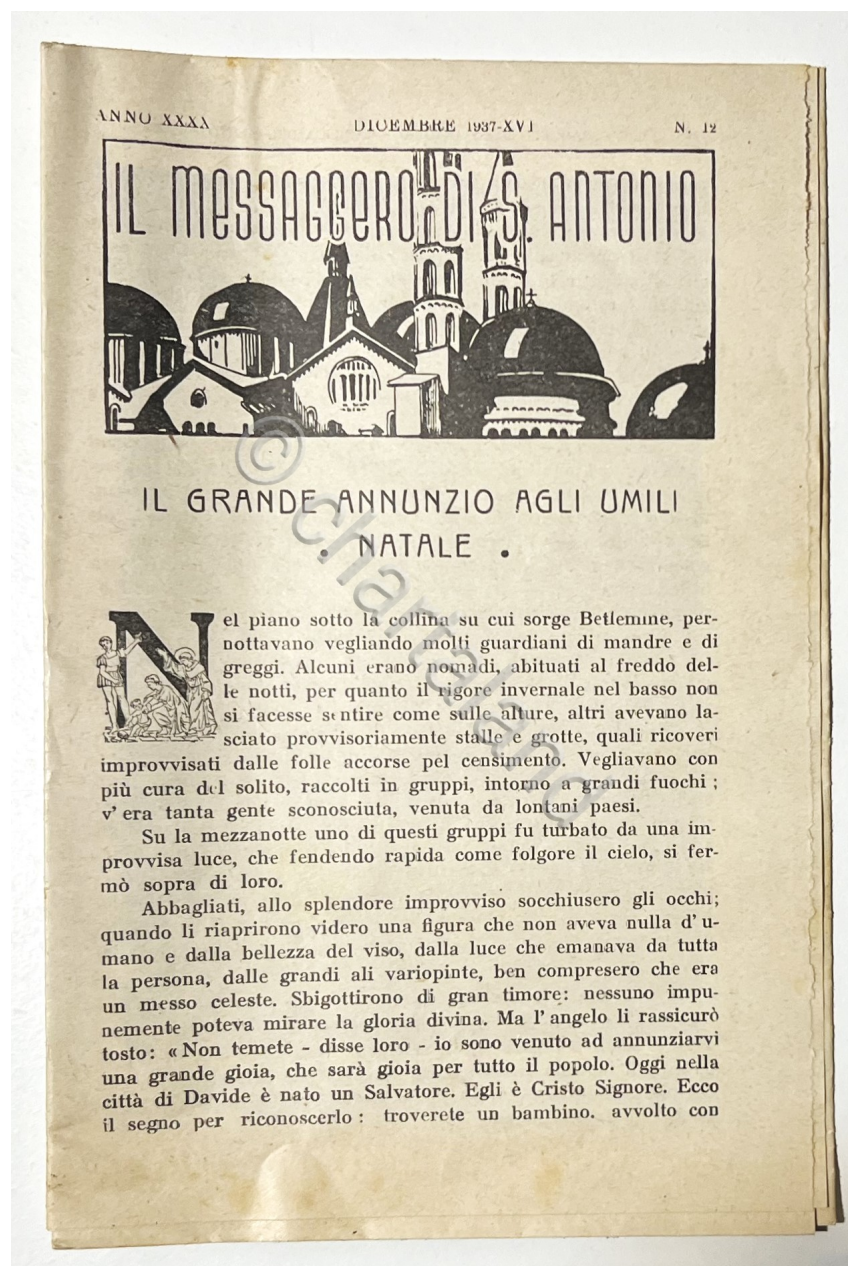 ANNO XXXX DICEMBRE 1937-XVI N. 12
IL MESSAGGERO DI S. ANTONIO
IL GRANDE ANNUNZIO AGLI UMILI
. NATALE .
Nel piano sotto la collina su cui sorge Betlemme, per-
nottavano vegliando molti guardiani di mandre e di
greggi. Alcuni erano nomadi, abituati al freddo del-
le notti, per quanto il rigore invernale nel basso non
si facesse sentire come sulle alture, altri avevano la-
sciato provvisoriamente stalle e grotte, quali ricoveri
improvvisati dalle folle accorse pel censimento. Vegliavano con
più cura del solito, raccolti in gruppi, intorno a grandi fuochi ;
v' era tanta gente sconosciuta, venuta da lontani paesi.
Su la mezzanotte uno di questi gruppi fu turbato da una im-
provvisa luce, che fendendo rapida come folgore il cielo, si fer-
mò sopra di loro.
Abbagliati, allo splendore improvviso socchiusero gli occhi;
quando li riaprirono videro una figura che non aveva nulla d' u-
mano e dalla bellezza del viso, dalla luce che emanava da tutta
la persona, dalle grandi ali variopinte, ben compresero che era
un messo celeste. Sbigottirono di gran timore: nessuno impu-
nemente poteva mirare la gloria divina. Ma l' angelo li rassicurò
tosto: « Non temete - disse loro - io sono venuto ad annunziarvi
una grande gioia, che sarà gioia per tutto il popolo. Oggi nella
città di Davide è nato un Salvatore. Egli è Cristo Signore. Ecco
il segno per riconoscerlo : troverete un bambino. avvolto con
© chartaland